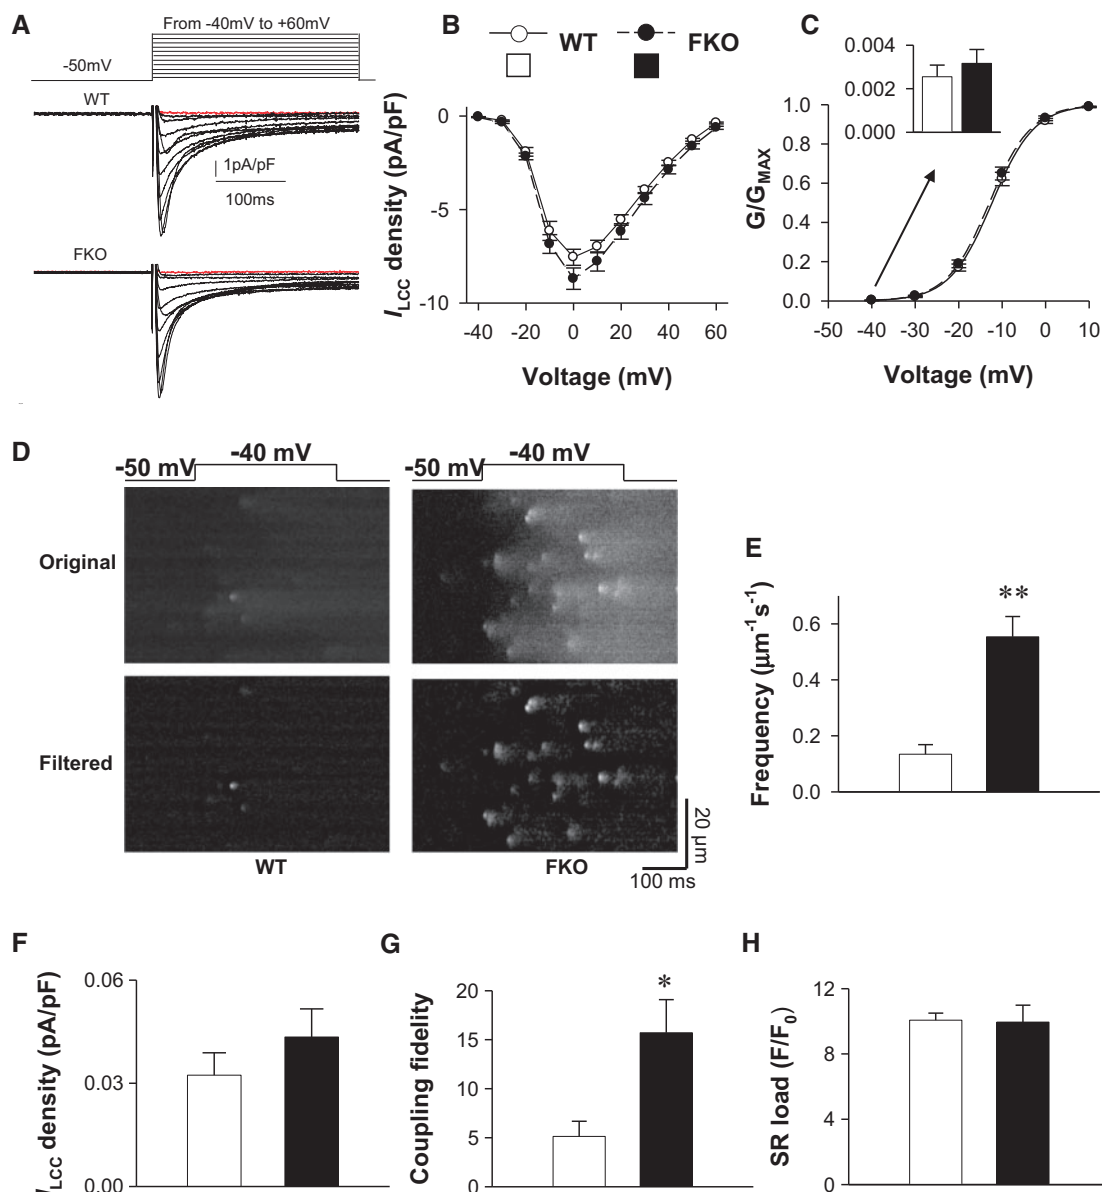 A
From -40mV to +60mV
-50mV
WT
1pA/pF
100ms
FKO
B
WT
FKO
I LCC density (pA/pF)
0
-5
-10
-40
-20
0
20
40
60
Voltage (mV)
C
0.004
0.002
0.000
G/GMAX
1.0
0.8
0.6
0.4
0.2
0.0
-50
-40
-30
-20
-10
0
10
Voltage (mV)
D
-50 mV
-40 mV
-50 mV
-40 mV
Original
Filtered
WT
FKO
20 µm
100 ms
E
Frequency (µm-1s-1)
0.6
0.4
0.2
0.0
**
F
I LCC density (pA/pF)
0.06
0.03
0.00
G
Coupling fidelity
20
15
10
5
0
*
H
SR load (F/F0)
12
8
4
0